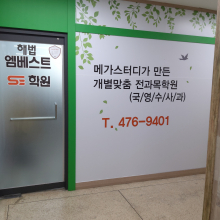 해법
엠베스트
SE 학원
메가스터디가 만든
개별맞춤 전과목학원
(국/영/수/사/과)
T. 476-9401